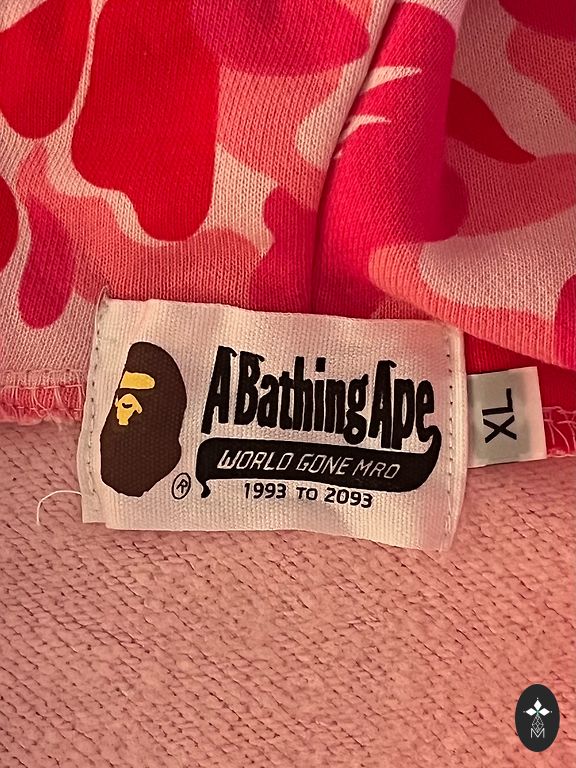 A Bathing Ape
WORLD GONE MAD
1993 TO 2093
®
XL
M